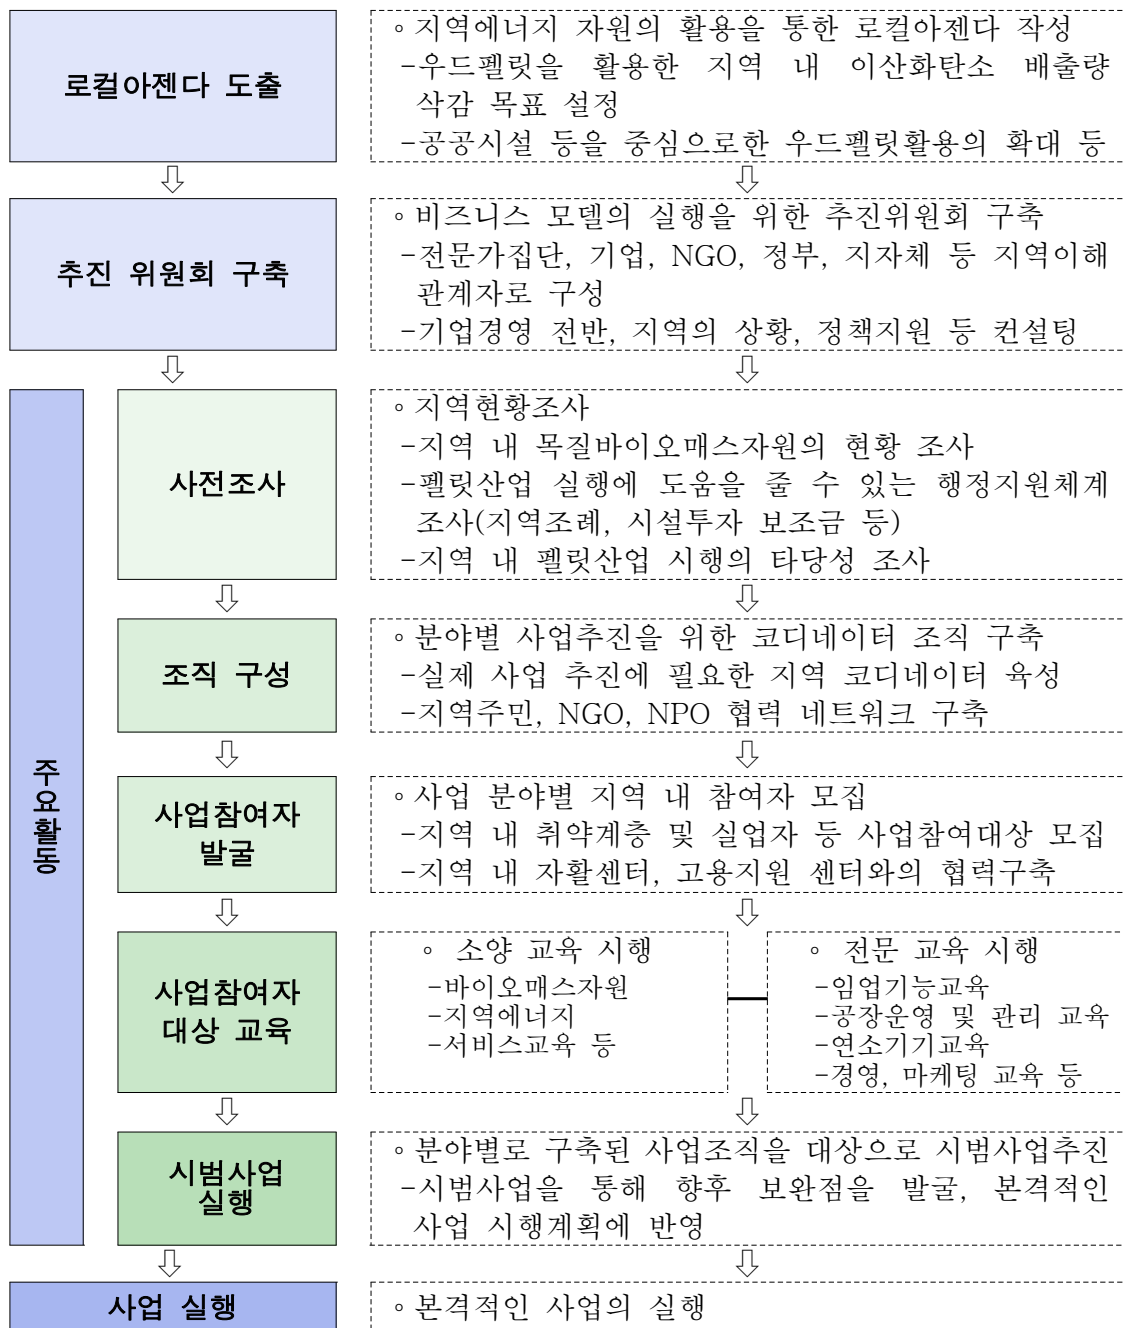 로컬아젠다 도출
◦지역에너지 자원의 활용을 통한 로컬아젠다 작성
-우드펠릿을 활용한 지역 내 이산화탄소 배출량
삭감 목표 설정
-공공시설 등을 중심으로한 우드펠릿활용의 확대 등
추진 위원회 구축
◦비즈니스 모델의 실행을 위한 추진위원회 구축
-전문가집단, 기업, NGO, 정부, 지자체 등 지역이해
관계자로 구성
-기업경영 전반, 지역의 상황, 정책지원 등 컨설팅
주요활동
사전조사
◦지역현황조사
-지역 내 목질바이오매스자원의 현황 조사
-펠릿산업 실행에 도움을 줄 수 있는 행정지원체계
조사(지역조례, 시설투자 보조금 등)
-지역 내 펠릿산업 시행의 타당성 조사
조직 구성
◦분야별 사업추진을 위한 코디네이터 조직 구축
-실제 사업 추진에 필요한 지역 코디네이터 육성
-지역주민, NGO, NPO 협력 네트워크 구축
사업참여자
발굴
◦사업 분야별 지역 내 참여자 모집
-지역 내 취약계층 및 실업자 등 사업참여대상 모집
-지역 내 자활센터, 고용지원 센터와의 협력구축
사업참여자
대상 교육
◦ 소양 교육 시행
-바이오매스자원
-지역에너지
-서비스교육 등
◦ 전문 교육 시행
-임업기능교육
-공장운영 및 관리 교육
-연소기기교육
-경영, 마케팅 교육 등
시범사업
실행
◦분야별로 구축된 사업조직을 대상으로 시범사업추진
-시범사업을 통해 향후 보완점을 발굴, 본격적인
사업 시행계획에 반영
사업 실행
◦본격적인 사업의 실행